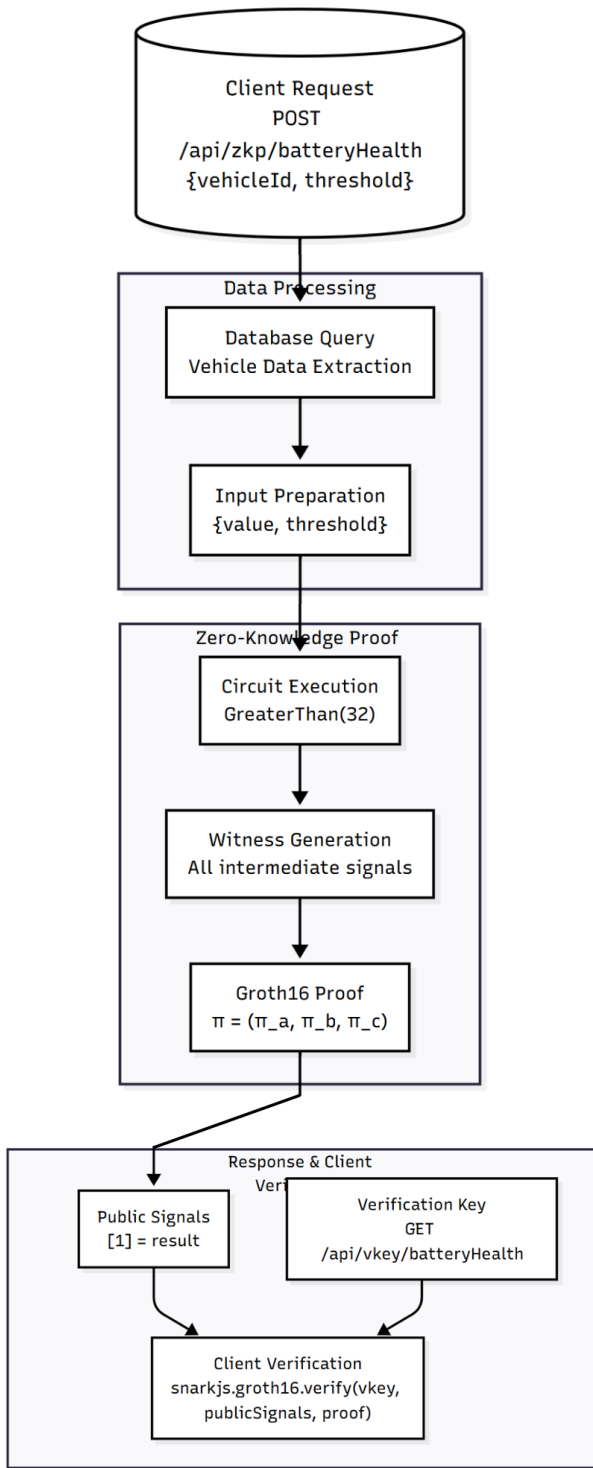 Client Request
POST
/api/zkp/batteryHealth
{vehicleId, threshold}
Data Processing
Database Query
Vehicle Data Extraction
Input Preparation
{value, threshold}
Zero-Knowledge Proof
Circuit Execution
GreaterThan(32)
Witness Generation
All intermediate signals
Groth16 Proof
π = (π_a, π_b, π_c)
Response & Client
Public Signals
[1] = result
Verification Key
GET
/api/vkey/batteryHealth
Client Verification
snarkjs.groth16.verify(vkey,
publicSignals, proof)